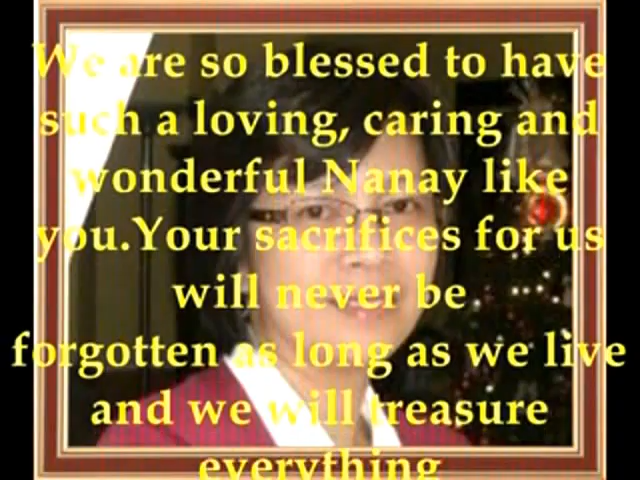 We are so blessed to have
such a loving, caring and
wonderful Nanay like
you.Your sacrifices for us
will never be
forgotten as long as we live
and we will treasure
everything